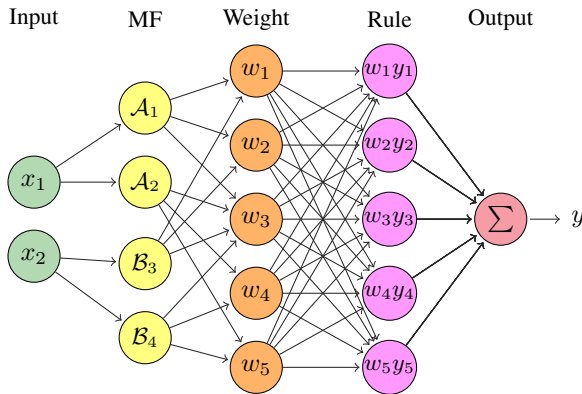 Input MF Weight Rule Output
x₁
x₂
𝒜₁
𝒜₂
ℬ₃
ℬ₄
w₁
w₂
w₃
w₄
w₅
w₁y₁
w₂y₂
w₃y₃
w₄y₄
w₅y₅
∑ y